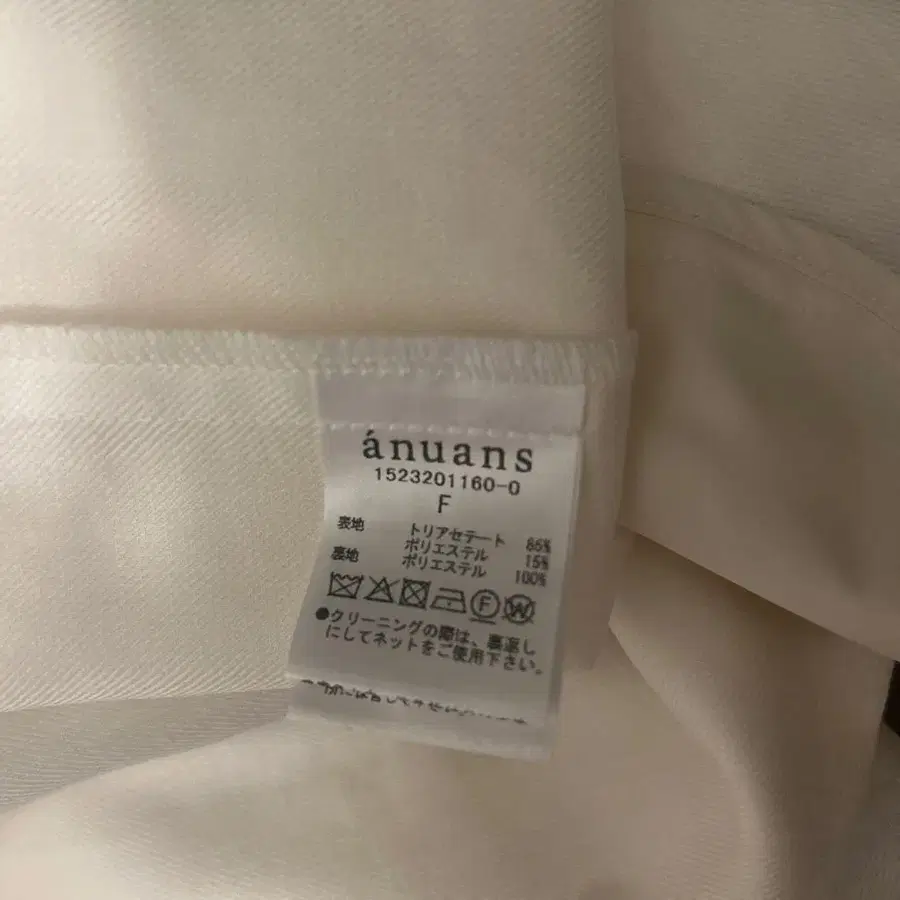 ánuans
1523201160-0
F
表地 トリアセテート 85%
ポリエステル 15%
裏地 ポリエステル 100%
F W
●クリーニングの際は、裏返し
にしてネットをご使用下さい。